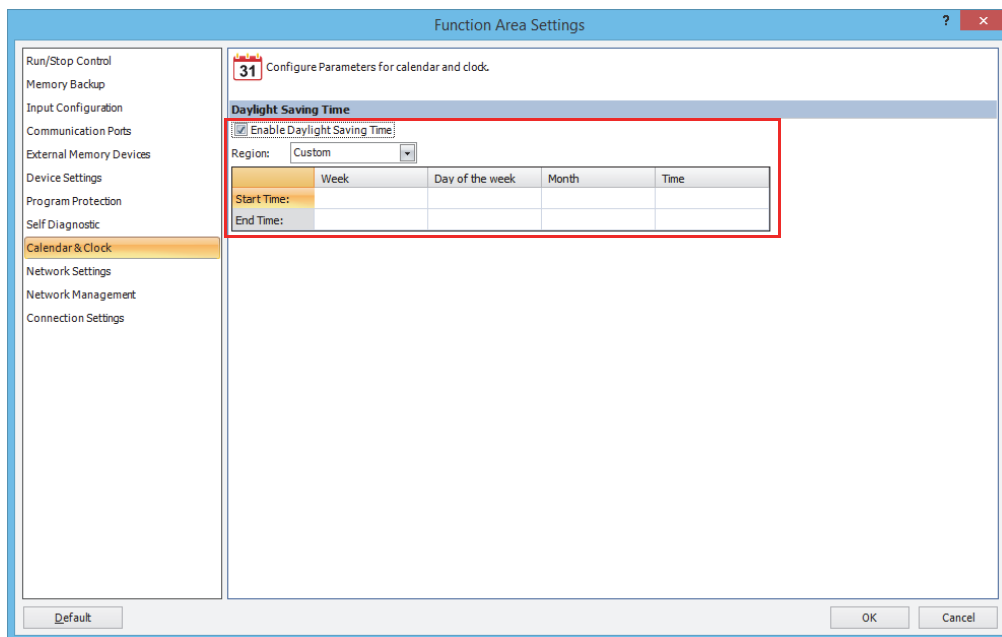 Function Area Settings
?
Run/Stop Control
Memory Backup
Input Configuration
Communication Ports
External Memory Devices
Device Settings
Program Protection
Self Diagnostic
Calendar & Clock
Network Settings
Network Management
Connection Settings
31 Configure Parameters for calendar and clock.
Daylight Saving Time
Enable Daylight Saving Time
Region: Custom
Week Day of the week Month Time
Start Time:
End Time:
Default OK Cancel